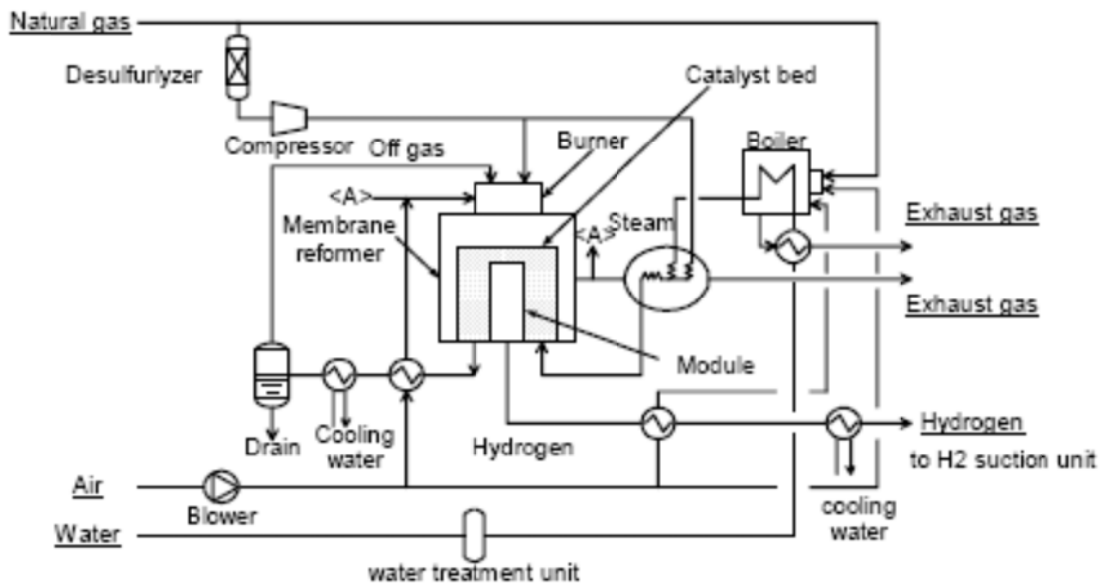 Natural gas
Desulfurlyzer
Catalyst bed
Compressor
Off gas
Burner
Boiler
<A>
Membrane
reformer
<A>
Steam
Exhaust gas
Exhaust gas
Module
Drain
Cooling
water
Hydrogen
Hydrogen
to H2 suction unit
Air
Blower
cooling
water
Water
water treatment unit